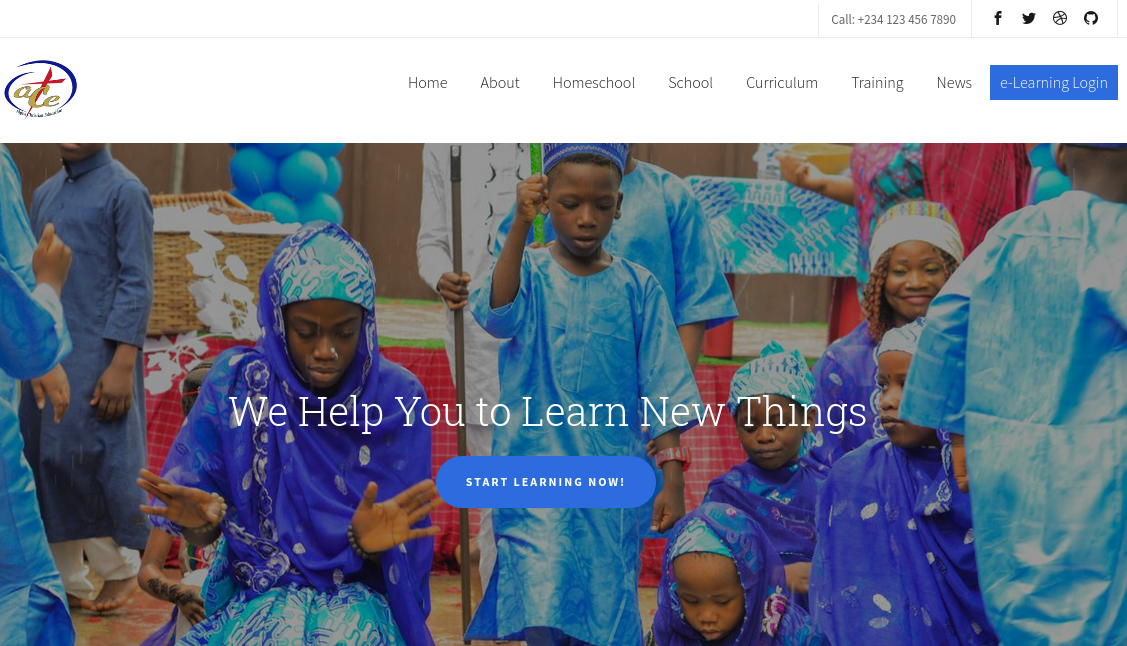 Call: +234 123 456 7890
ace
Home About Homeschool School Curriculum Training News e-Learning Login
We Help You to Learn New Things
START LEARNING NOW!